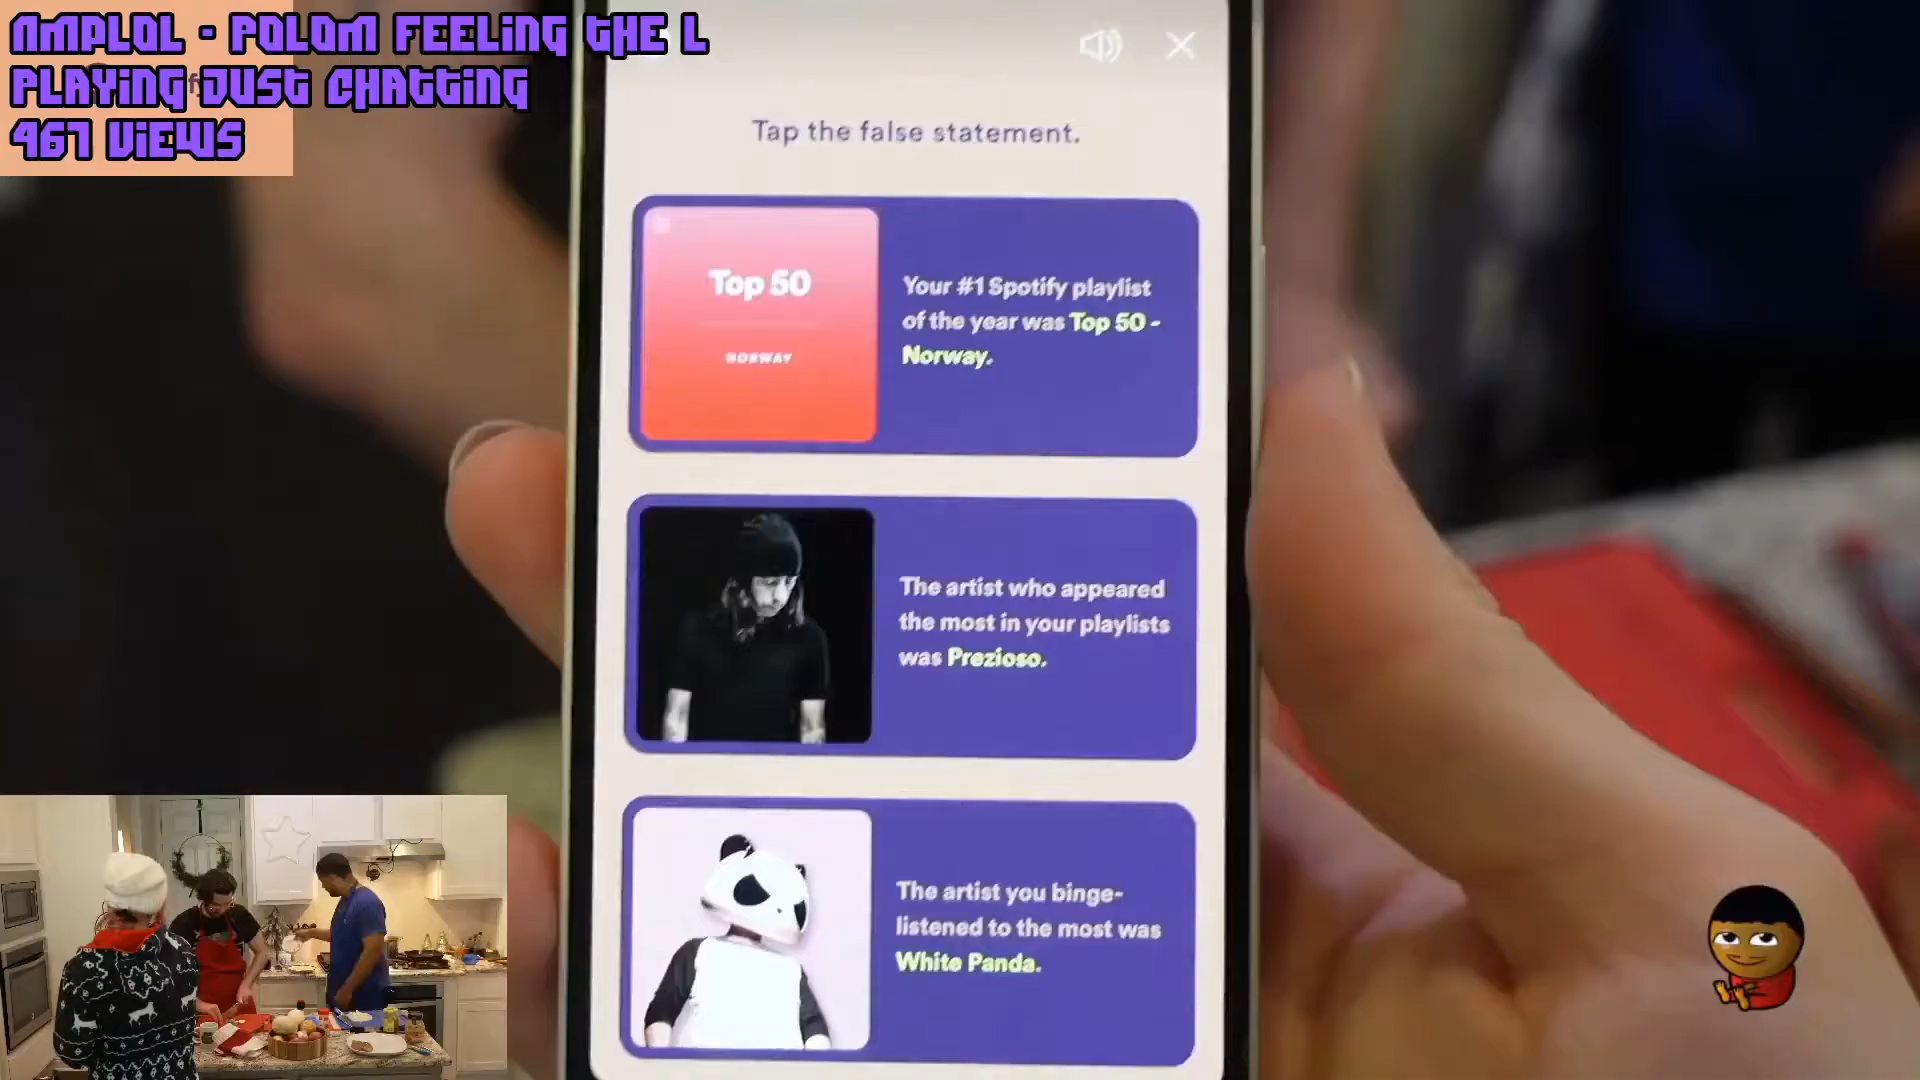 AMPLOL - POLOM FEELING THE L
PLAYING JUST CHATTING
467 VIEWS
Tap the false statement.
Top 50
NORWAY
Your #1 Spotify playlist
of the year was Top 50 -
Norway.
The artist who appeared
the most in your playlists
was Prezioso.
The artist you binge-
listened to the most was
White Panda.